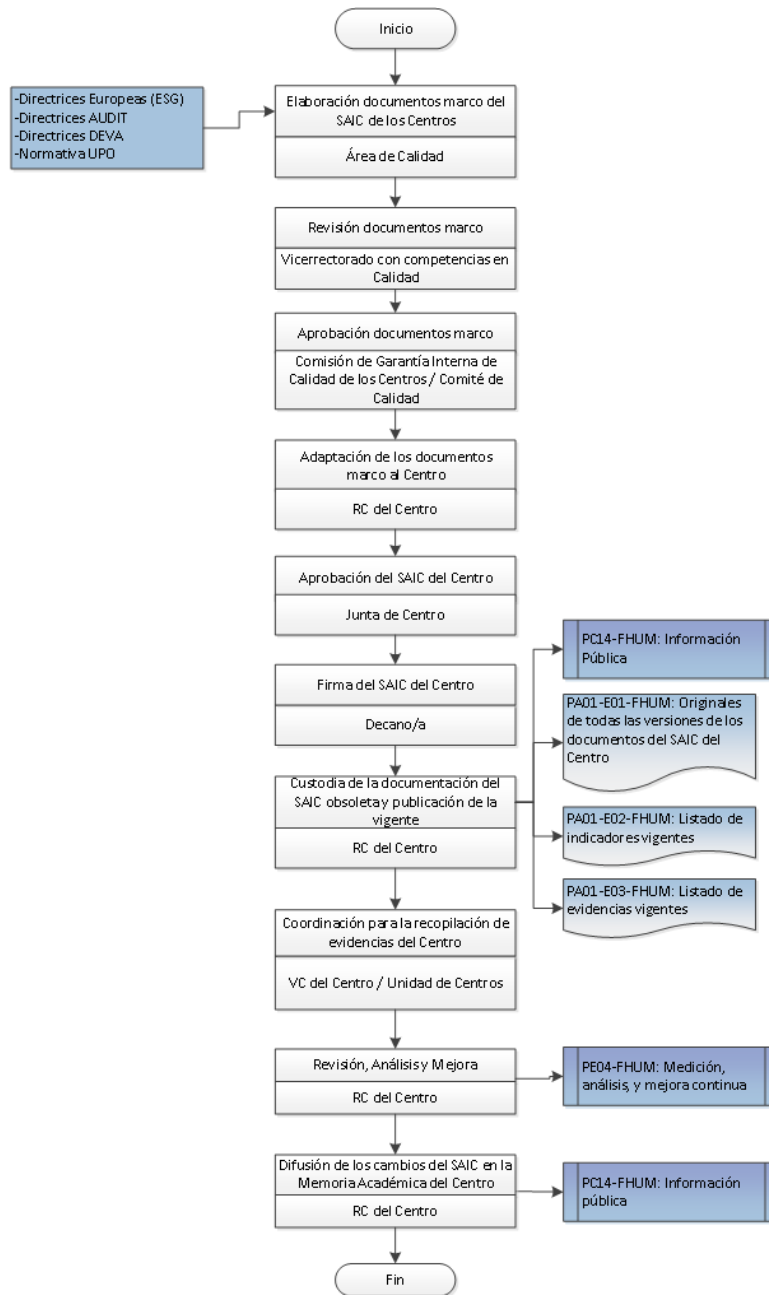 Inicio
-Directrices Europeas (ESG)
-Directrices AUDIT
-Directrices DEVA
-Normativa UPO
Elaboración documentos marco del
SAIC de los Centros
Área de Calidad
Revisión documentos marco
Vicerrectorado con competencias en
Calidad
Aprobación documentos marco
Comisión de Garantía Interna de
Calidad de los Centros / Comité de
Calidad
Adaptación de los documentos
marco al Centro
RC del Centro
Aprobación del SAIC del Centro
Junta de Centro
Firma del SAIC del Centro
Decano/a
Custodia de la documentación del
SAIC obsoleta y publicación de la
vigente
RC del Centro
PC14-FHUM: Información
Pública
PA01-E01-FHUM: Originales
de todas las versiones de los
documentos del SAIC del
Centro
PA01-E02-FHUM: Listado de
indicadores vigentes
PA01-E03-FHUM: Listado de
evidencias vigentes
Coordinación para la recopilación de
evidencias del Centro
VC del Centro / Unidad de Centros
Revisión, Análisis y Mejora
RC del Centro
PE04-FHUM: Medición,
análisis, y mejora continua
Difusión de los cambios del SAIC en la
Memoria Académica del Centro
RC del Centro
PC14-FHUM: Información
pública
Fin